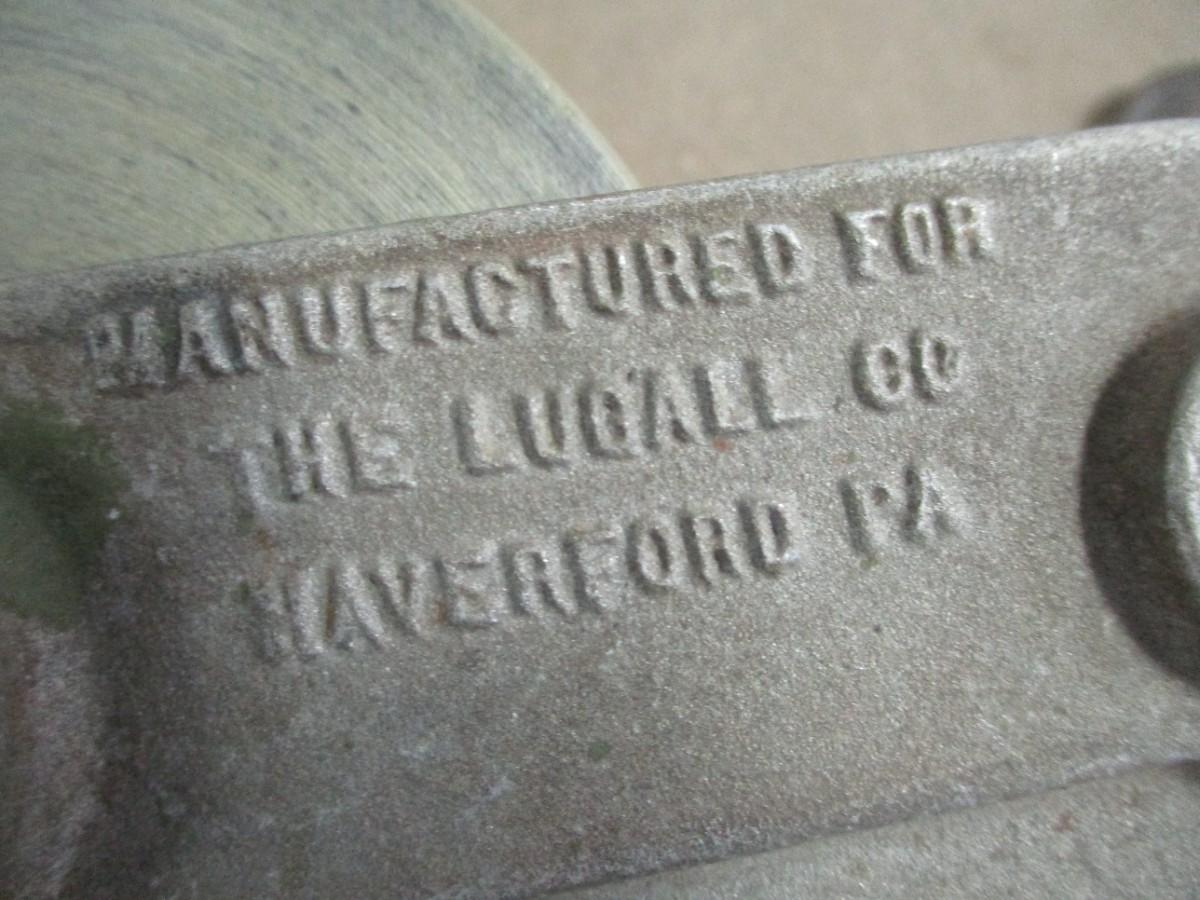 MANUFACTURED FOR
THE LUGALL CO
HAVERFORD PA